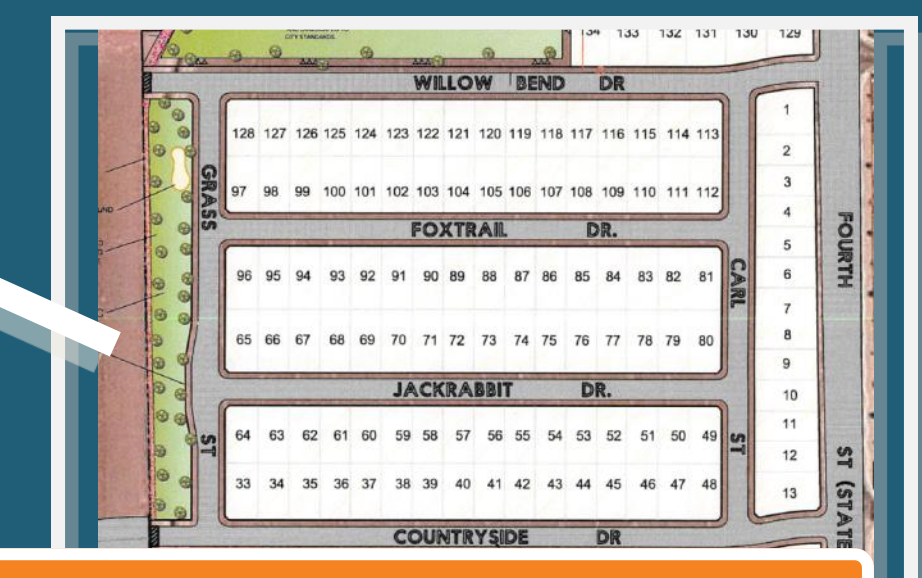 CITY STANDARDS.
134 133 132 131 130 129
WILLOW BEND DR
128 127 126 125 124 123 122 121 120 119 118 117 116 115 114 113
97 98 99 100 101 102 103 104 105 106 107 108 109 110 111 112
GRASS
FOXTRAIL DR.
96 95 94 93 92 91 90 89 88 87 86 85 84 83 82 81
65 66 67 68 69 70 71 72 73 74 75 76 77 78 79 80
JACKRABBIT DR.
64 63 62 61 60 59 58 57 56 55 54 53 52 51 50 49
33 34 35 36 37 38 39 40 41 42 43 44 45 46 47 48
ST
COUNTRYSIDE DR
CARL
ST
1
2
3
4
5
6
7
8
9
10
11
12
13
FOURTH
ST (STATE